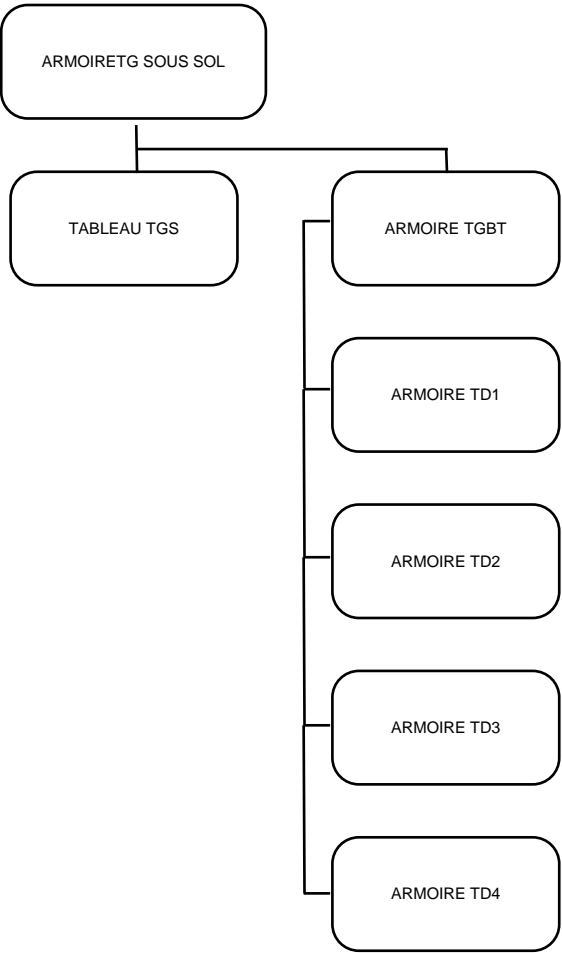 ARMOIRETG SOUS SOL
TABLEAU TGS
ARMOIRE TGBT
ARMOIRE TD1
ARMOIRE TD2
ARMOIRE TD3
ARMOIRE TD4